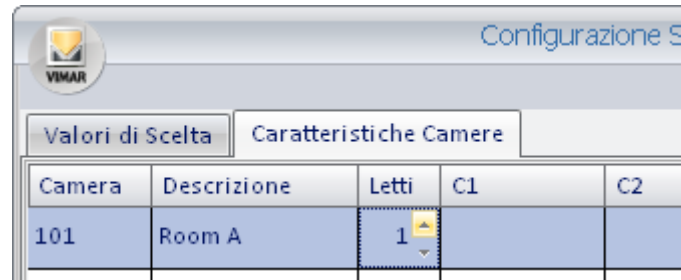 Configurazione S
VIMAR
Valori di Scelta Caratteristiche Camere
Camera Descrizione Letti C1 C2
101 Room A 1